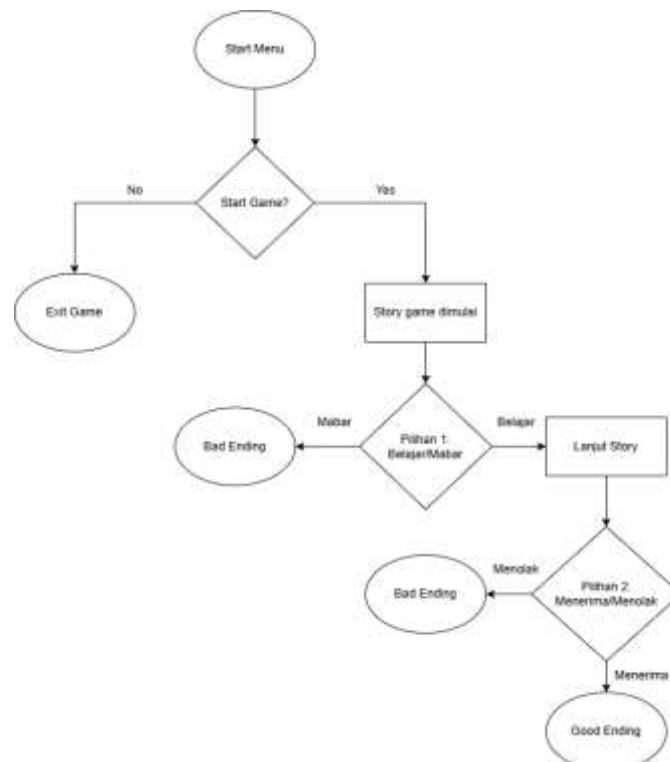 Start Menu
No
Start Game?
Yes
Exit Game
Story game dimulai
Mabar
Belajar
Bad Ending
Pilihan 1:
Belajar/Mabar
Lanjut Story
Menolak
Bad Ending
Pilihan 2:
Menerima/Menolak
Menerima
Good Ending